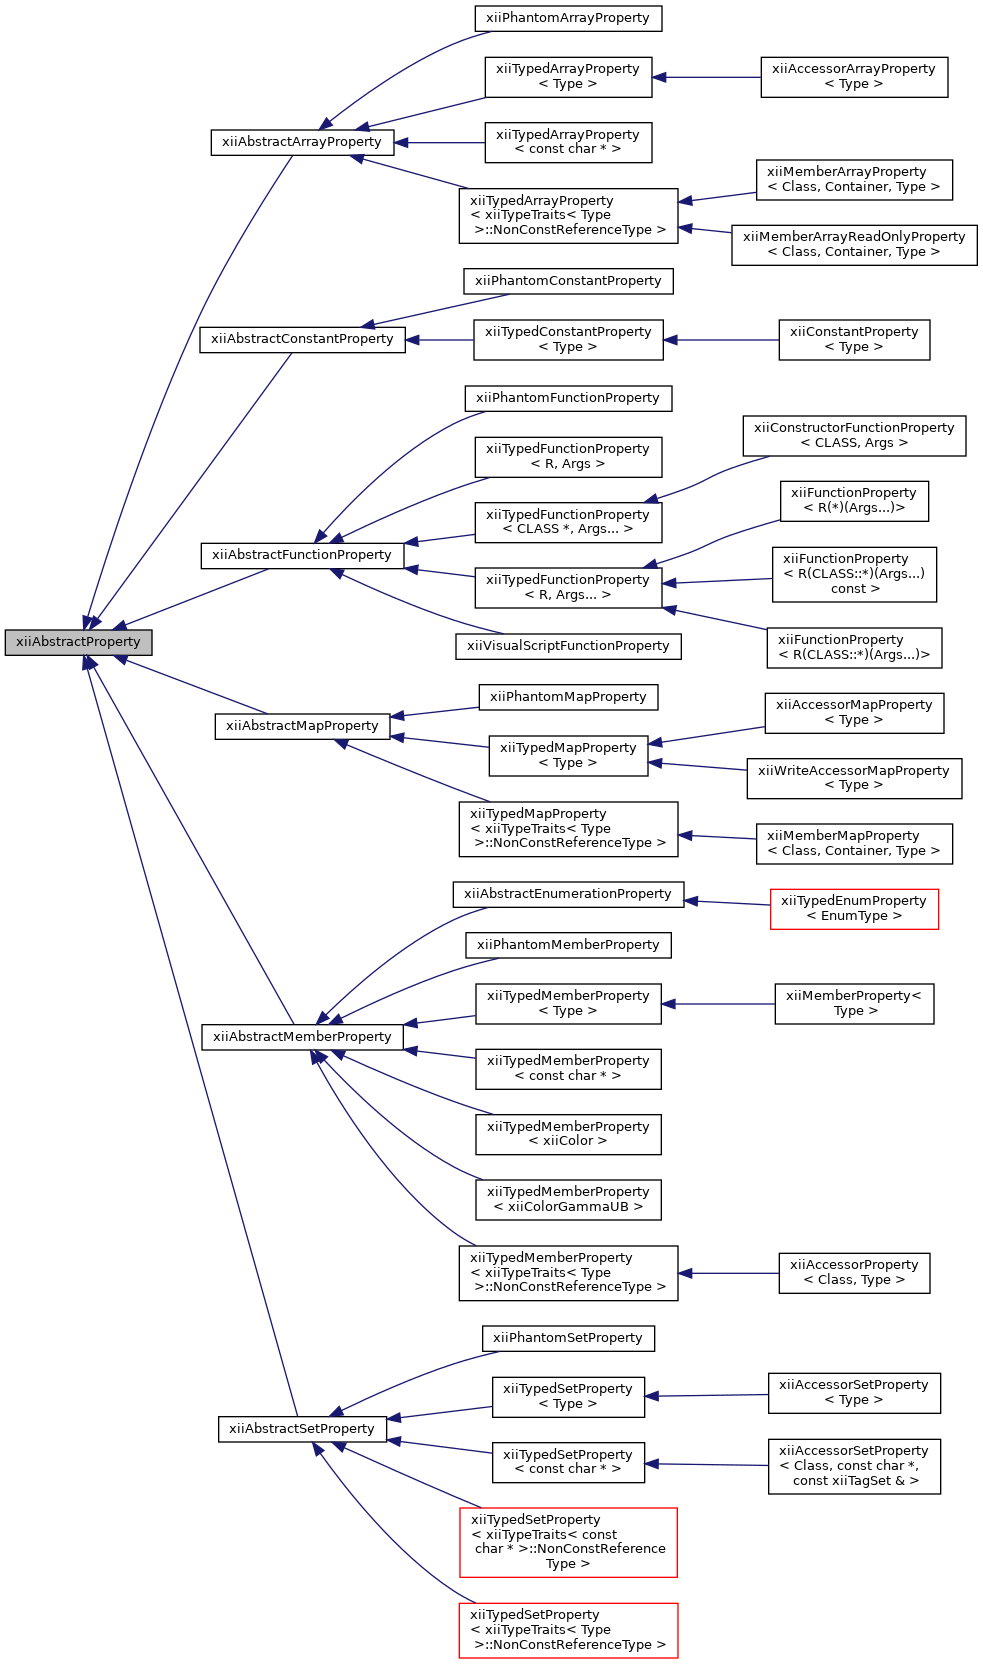 xiiPhantomArrayProperty
xiiTypedArrayProperty
< Type >
xiiAccessorArrayProperty
< Type >
xiiAbstractArrayProperty
xiiTypedArrayProperty
< const char * >
xiiTypedArrayProperty
< xiiTypeTraits< Type
>::NonConstReferenceType >
xiiMemberArrayProperty
< Class, Container, Type >
xiiMemberArrayReadOnlyProperty
< Class, Container, Type >
xiiPhantomConstantProperty
xiiAbstractConstantProperty
xiiTypedConstantProperty
< Type >
xiiConstantProperty
< Type >
xiiPhantomFunctionProperty
xiiTypedFunctionProperty
< R, Args >
xiiConstructorFunctionProperty
< CLASS, Args >
xiiTypedFunctionProperty
< CLASS *, Args... >
xiiFunctionProperty
< R(*)(Args...)>
xiiAbstractFunctionProperty
xiiTypedFunctionProperty
< R, Args... >
xiiFunctionProperty
< R(CLASS::*)(Args...)
const >
xiiFunctionProperty
< R(CLASS::*)(Args...)>
xiiVisualScriptFunctionProperty
xiiAbstractProperty
xiiPhantomMapProperty
xiiAbstractMapProperty
xiiTypedMapProperty
< Type >
xiiAccessorMapProperty
< Type >
xiiWriteAccessorMapProperty
< Type >
xiiTypedMapProperty
< xiiTypeTraits< Type
>::NonConstReferenceType >
xiiMemberMapProperty
< Class, Container, Type >
xiiAbstractEnumerationProperty
xiiTypedEnumProperty
< EnumType >
xiiPhantomMemberProperty
xiiTypedMemberProperty
< Type >
xiiMemberProperty<
Type >
xiiAbstractMemberProperty
xiiTypedMemberProperty
< const char * >
xiiTypedMemberProperty
< xiiColor >
xiiTypedMemberProperty
< xiiColorGammaUB >
xiiTypedMemberProperty
< xiiTypeTraits< Type
>::NonConstReferenceType >
xiiAccessorProperty
< Class, Type >
xiiPhantomSetProperty
xiiTypedSetProperty
< Type >
xiiAccessorSetProperty
< Type >
xiiAbstractSetProperty
xiiTypedSetProperty
< const char * >
xiiAccessorSetProperty
< Class, const char *,
const xiiTagSet & >
xiiTypedSetProperty
< xiiTypeTraits< const
char * >::NonConstReference
Type >
xiiTypedSetProperty
< xiiTypeTraits< Type
>::NonConstReferenceType >